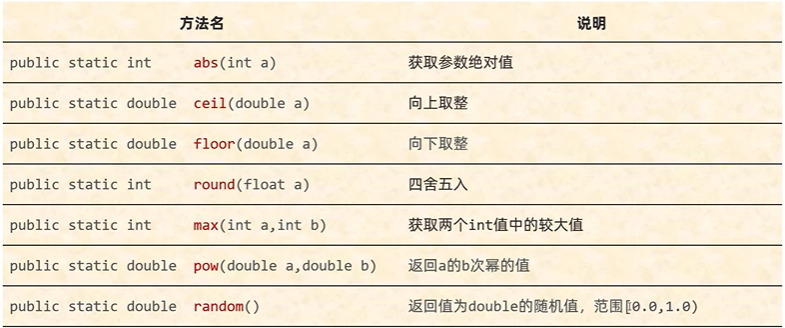 方法名 说明
public static int abs(int a) 获取参数绝对值
public static double ceil(double a) 向上取整
public static double floor(double a) 向下取整
public static int round(float a) 四舍五入
public static int max(int a,int b) 获取两个int值中的较大值
public static double pow(double a,double b) 返回a的b次幂的值
public static double random() 返回值为double的随机值，范围[0.0,1.0)